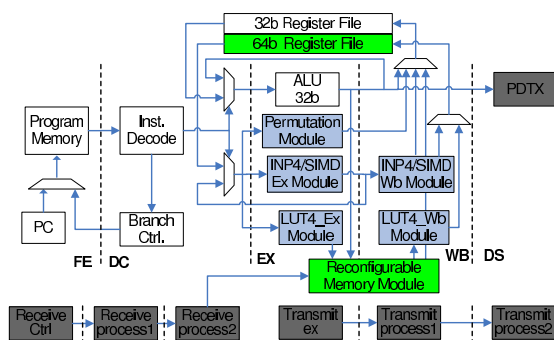 32b Register File
64b Register File
ALU
32b
PDTX
Program
Memory
Inst.
Decode
Permutation
Module
INP4/SIMD
Ex Module
INP4/SIMD
Wb Module
PC
Branch
Ctrl.
LUT4_Ex
Module
LUT4_Wb
Module
FE
DC
EX
WB
DS
Reconfigurable
Memory Module
Receive
Ctrl
Receive
process1
Receive
process2
Transmit
ex
Transmit
process1
Transmit
process2